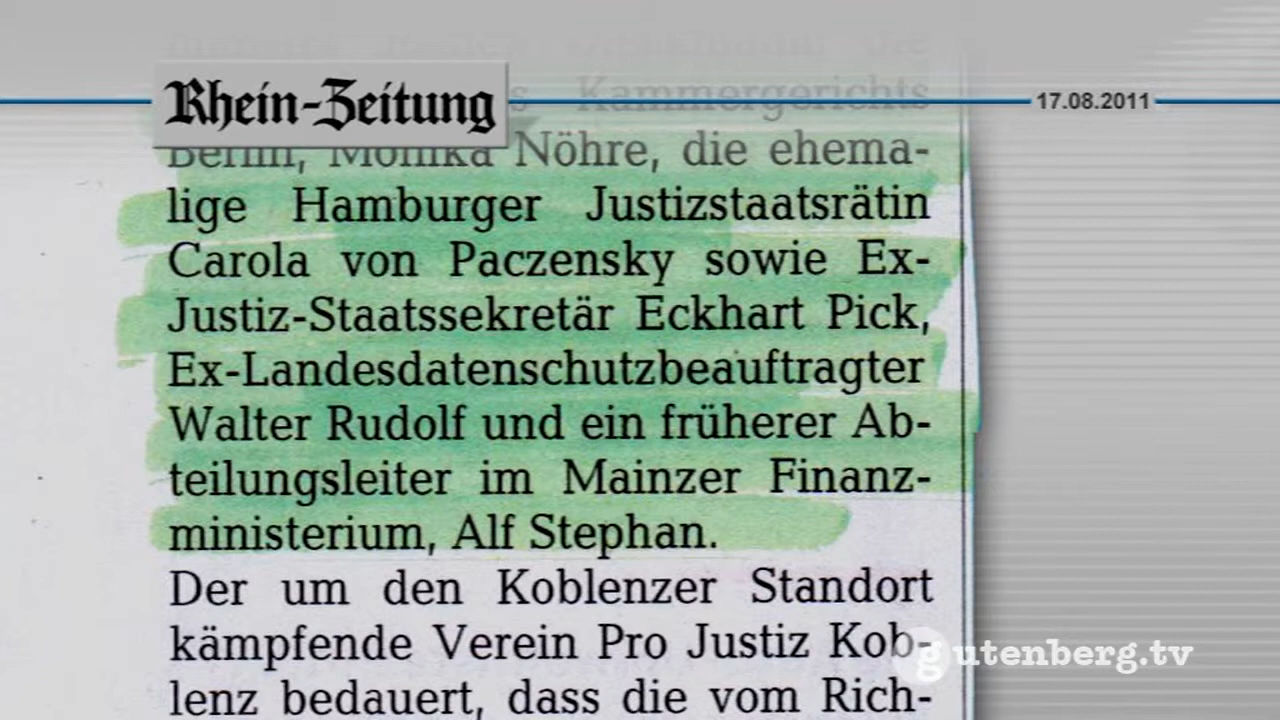 Rhein-Zeitung
17.08.2011
Kammergerichts
Berlin, Monika Nöhre, die ehema-
lige Hamburger Justizstaatsrätin
Carola von Paczensky sowie Ex-
Justiz-Staatssekretär Eckhart Pick,
Ex-Landesdatenschutzbeauftragter
Walter Rudolf und ein früherer Ab-
teilungsleiter im Mainzer Finanz-
ministerium, Alf Stephan.
Der um den Koblenzer Standort
kämpfende Verein Pro Justiz Kob-
lenz bedauert, dass die vom Rich-
gutenberg.tv